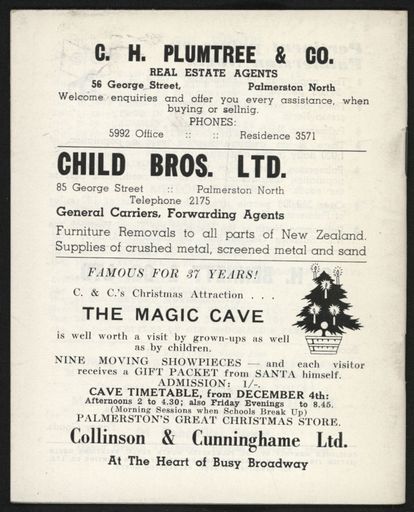 C. H. PLUMTREE & CO.
REAL ESTATE AGENTS
56 George Street, Palmerston North
Welcome enquiries and offer you every assistance, when
buying or sellnig.
PHONES:
5992 Office :: :: Residence 3571
CHILD BROS. LTD.
85 George Street :: Palmerston North
Telephone 2175
General Carriers, Forwarding Agents
Furniture Removals to all parts of New Zealand.
Supplies of crushed metal, screened metal and sand
FAMOUS FOR 37 YEARS!
C. & C.'s Christmas Attraction . . .
THE MAGIC CAVE
is well worth a visit by grown-ups as well
as by children.
NINE MOVING SHOWPIECES — and each visitor
receives a GIFT PACKET from SANTA himself.
ADMISSION: 1/-.
CAVE TIMETABLE, from DECEMBER 4th:
Afternoons 2 to 4.30; also Friday Evenings to 8.45.
(Morning Sessions when Schools Break Up)
PALMERSTON'S GREAT CHRISTMAS STORE.
Collinson & Cunninghame Ltd.
At The Heart of Busy Broadway